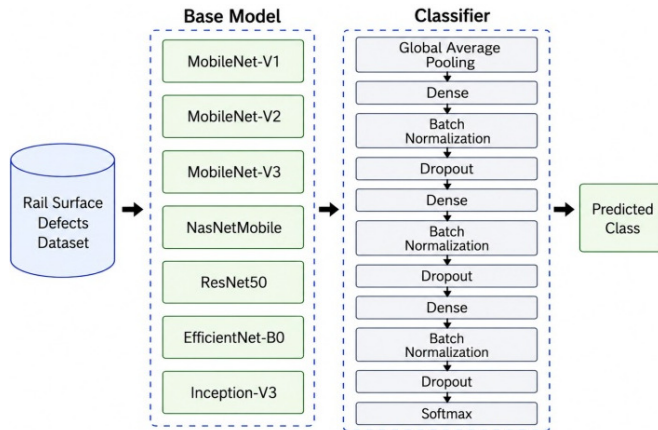 Base Model
Classifier
Rail Surface
Defects
Dataset
MobileNet-V1
MobileNet-V2
MobileNet-V3
NasNetMobile
ResNet50
EfficientNet-B0
Inception-V3
Global Average
Pooling
Dense
Batch
Normalization
Dropout
Dense
Batch
Normalization
Dropout
Dense
Batch
Normalization
Dropout
Softmax
Predicted
Class